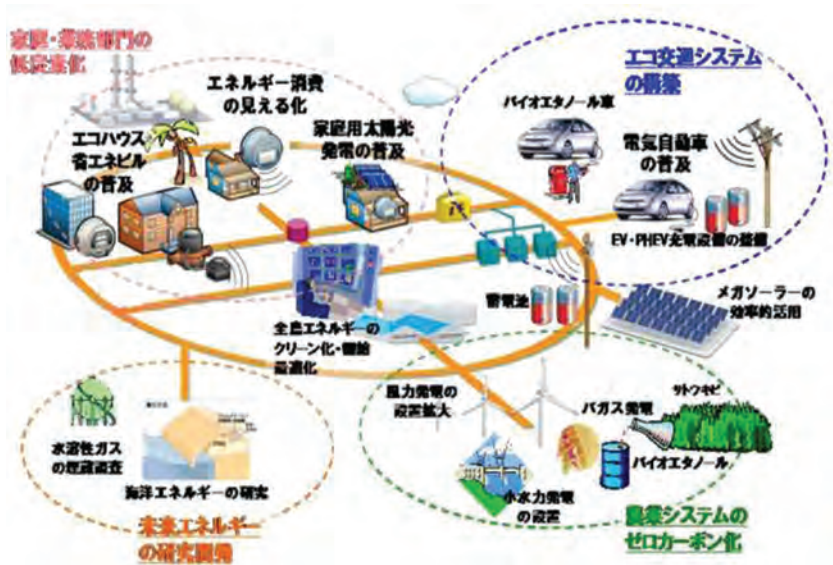 家庭・業務部門の
低炭素化
エネルギー消費
の見える化
エコハウス
省エネビル
の普及
家庭用太陽光
発電の普及
エコ交通システム
の構築
バイオエタノール車
電気自動車
の普及
EV・PHEV充電設備の整備
メガソーラーの
効率的活用
蓄電池
全島エネルギーの
クリーン化・需給
最適化
風力発電の
設置拡大
バガス発電
サトウキビ
バイオエタノール
小水力発電
の設置
農業システムの
ゼロカーボン化
水溶性ガス
の埋蔵調査
海洋エネルギーの研究
未来エネルギー
の研究開発